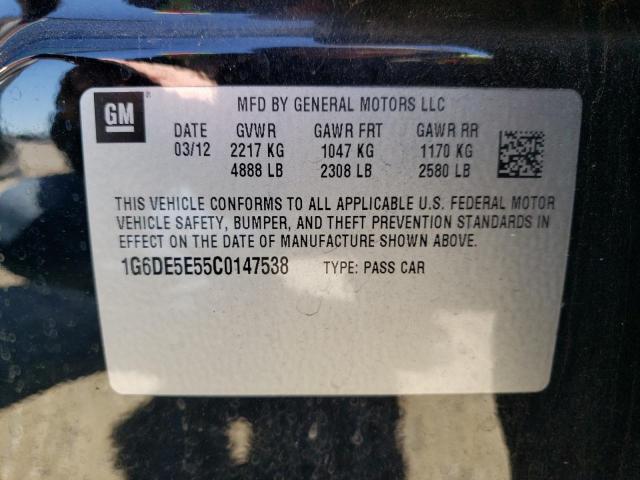 GM ®
MFD BY GENERAL MOTORS LLC
DATE GVWR GAWR FRT GAWR RR
03/12 2217 KG 1047 KG 1170 KG
4888 LB 2308 LB 2580 LB
THIS VEHICLE CONFORMS TO ALL APPLICABLE U.S. FEDERAL MOTOR
VEHICLE SAFETY, BUMPER, AND THEFT PREVENTION STANDARDS IN
EFFECT ON THE DATE OF MANUFACTURE SHOWN ABOVE.
1G6DE5E55C0147538 TYPE: PASS CAR